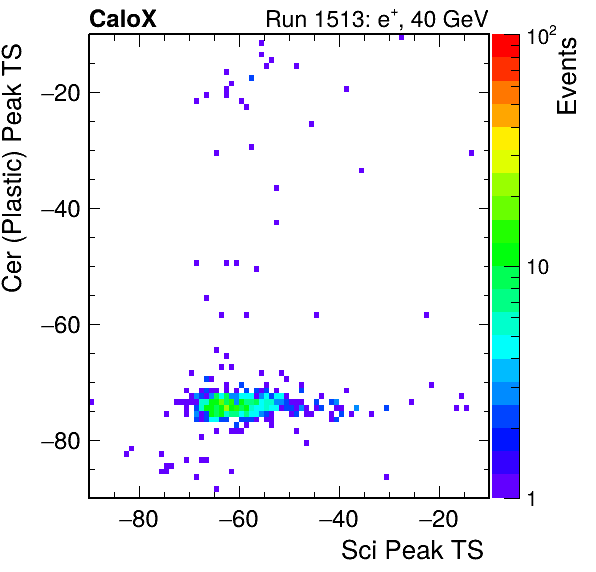 CaloX Run 1513: e⁺, 40 GeV
Cer (Plastic) Peak TS
−20
−40
−60
−80
−80 −60 −40 −20
Sci Peak TS
10²
10
1
Events